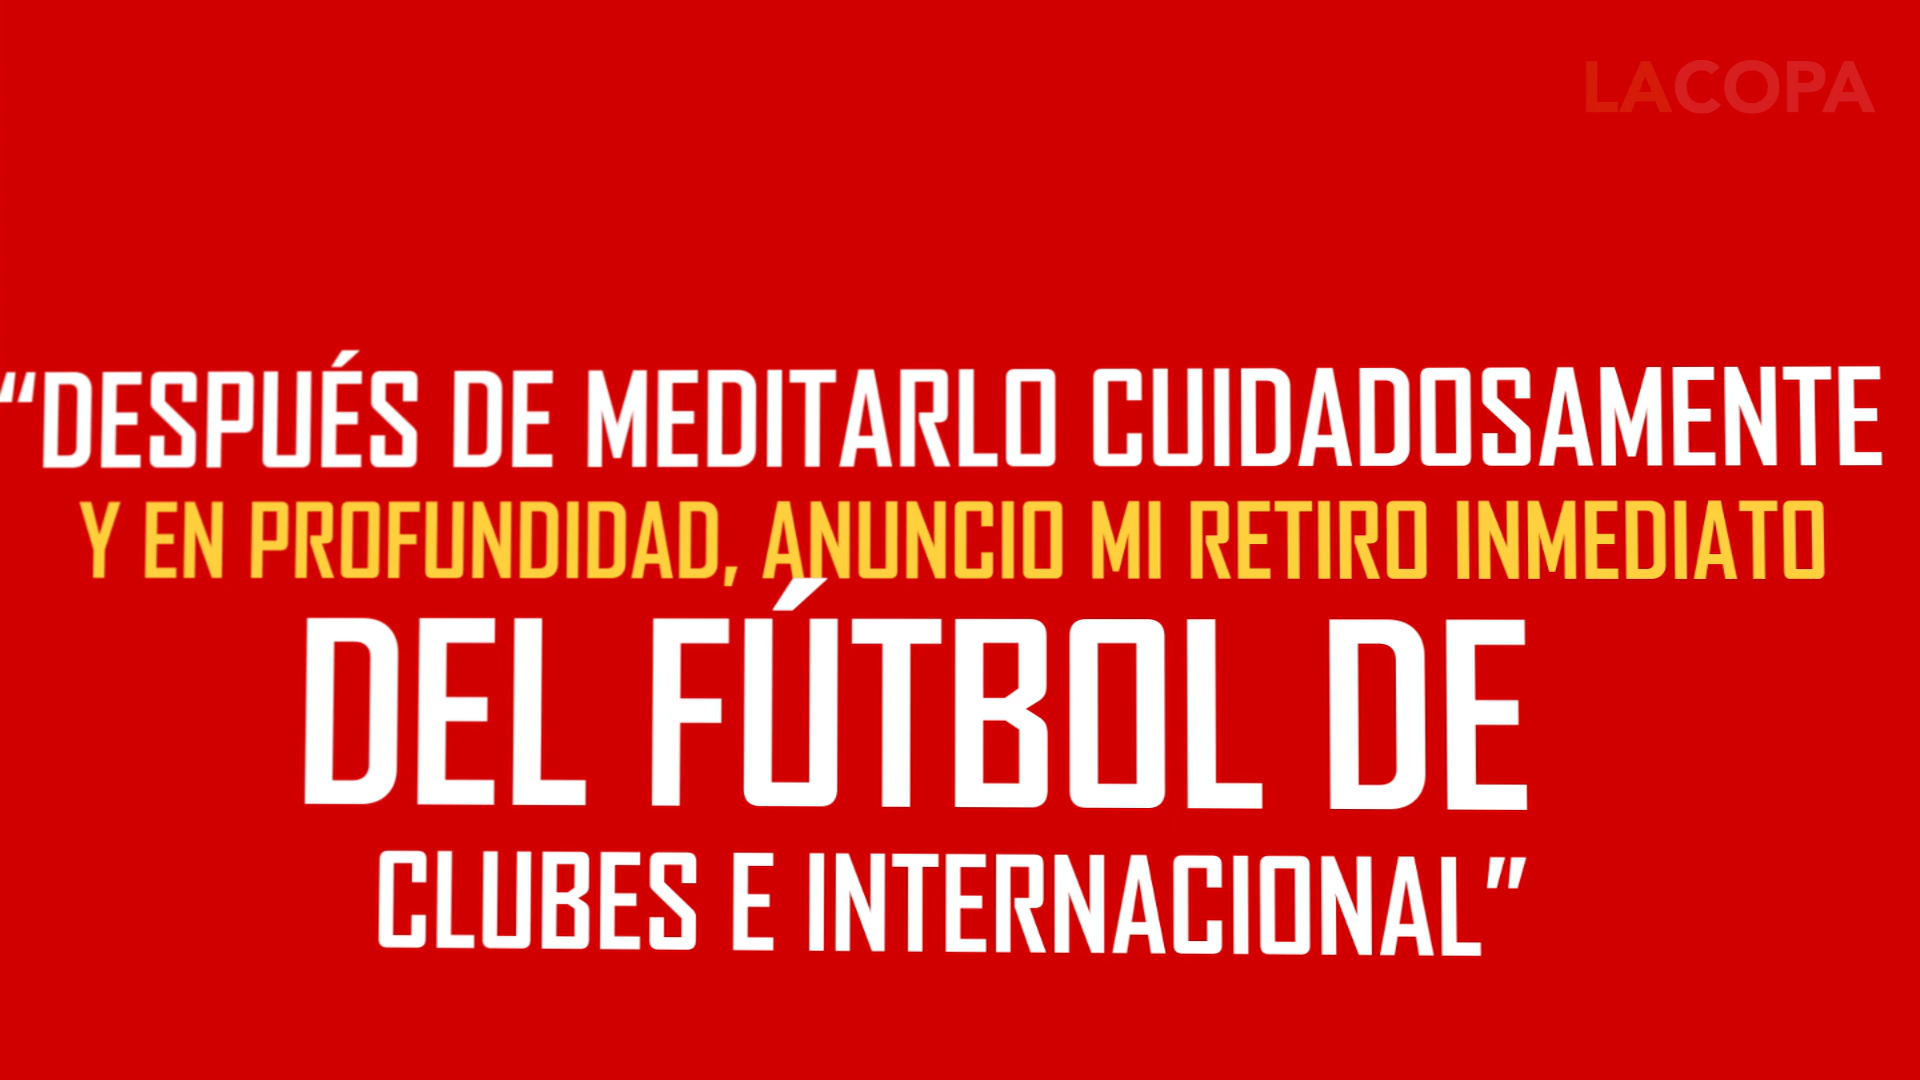 LACOPA
“DESPUÉS DE MEDITARLO CUIDADOSAMENTE
Y EN PROFUNDIDAD, ANUNCIO MI RETIRO INMEDIATO
DEL FÚTBOL DE
CLUBES E INTERNACIONAL”